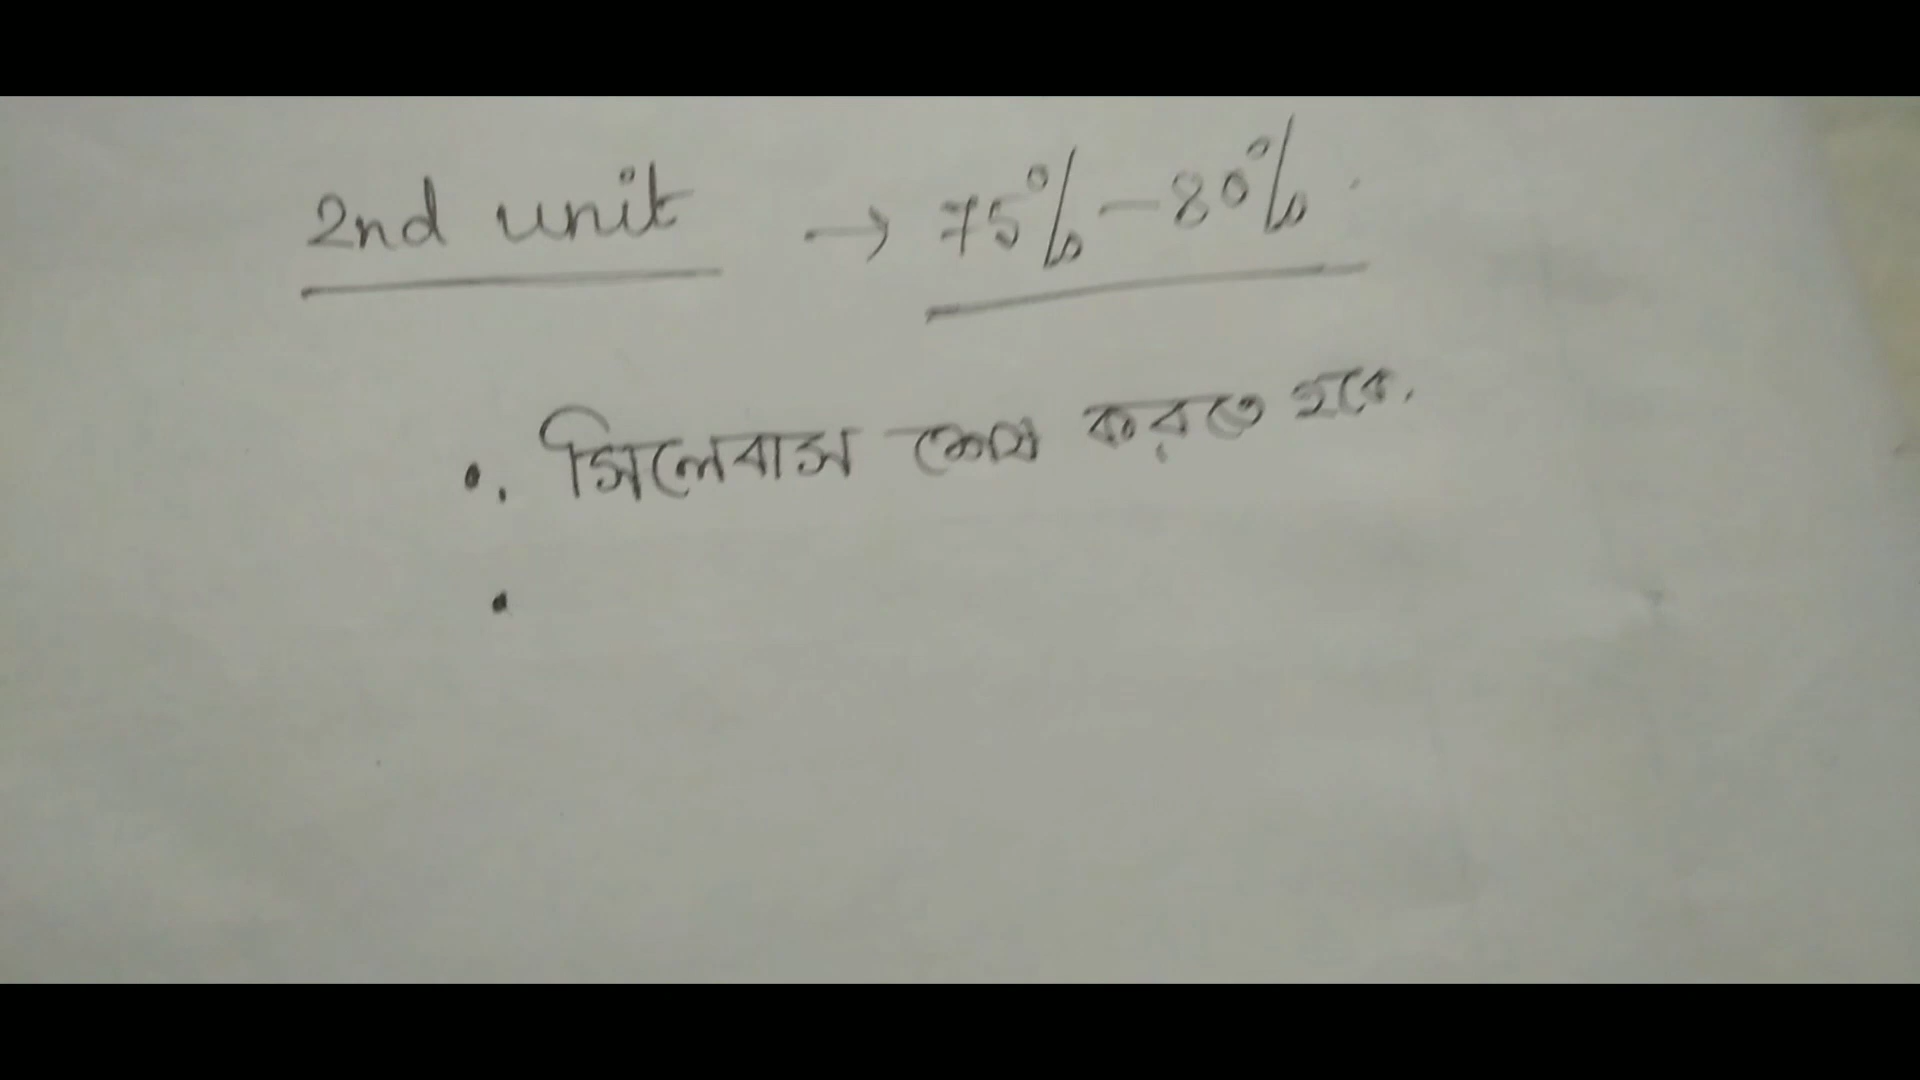 2nd unit → 75% - 80%
• . সিলেবাস শেষ করতে হবে.
•